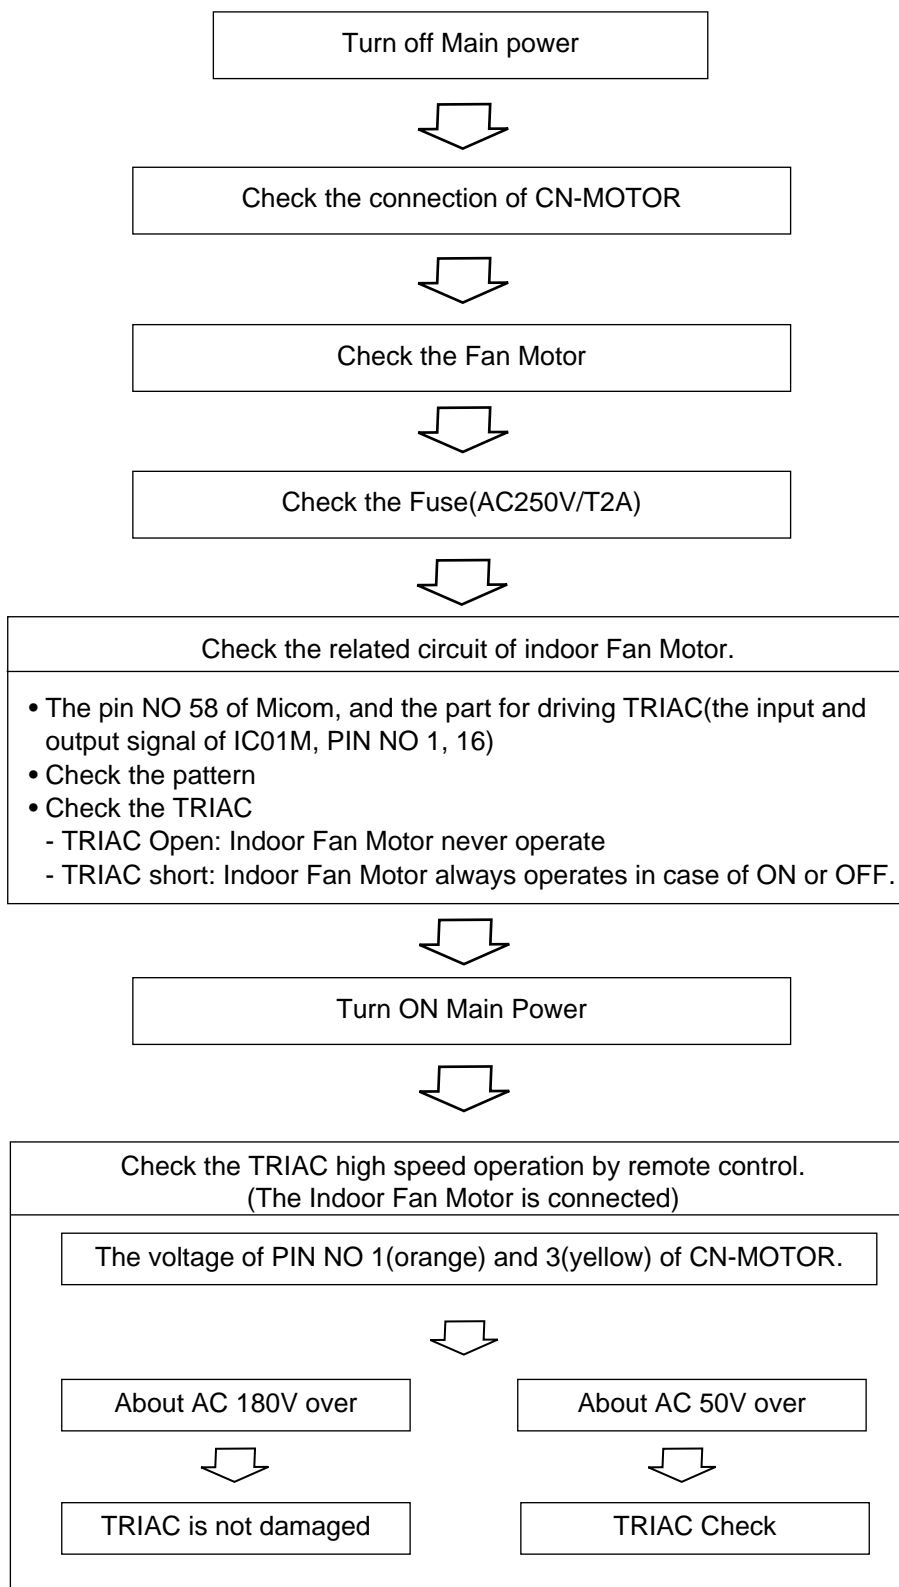 Turn off Main power
Check the connection of CN-MOTOR
Check the Fan Motor
Check the Fuse(AC250V/T2A)
Check the related circuit of indoor Fan Motor.
• The pin NO 58 of Micom, and the part for driving TRIAC(the input and
output signal of IC01M, PIN NO 1, 16)
• Check the pattern
• Check the TRIAC
- TRIAC Open: Indoor Fan Motor never operate
- TRIAC short: Indoor Fan Motor always operates in case of ON or OFF.
Turn ON Main Power
Check the TRIAC high speed operation by remote control.
(The Indoor Fan Motor is connected)
The voltage of PIN NO 1(orange) and 3(yellow) of CN-MOTOR.
About AC 180V over
About AC 50V over
TRIAC is not damaged
TRIAC Check